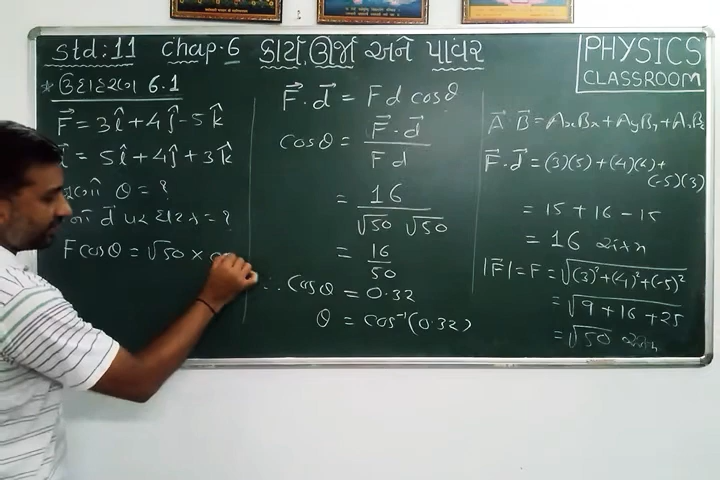 Std:11 Chap.6 કાર્ય,ઊર્જા અને પાવર
PHYSICS
CLASSROOM
* ઉદાહરણ 6.1
F⃗ = 3î+4ĵ-5k̂
= 5î+4ĵ+3k̂
θ = ?
d⃗ પર = ?
F cosθ = √50 ×
F⃗ · d⃗ = F d cosθ
cosθ = F⃗ · d⃗ / F d
= 16 / √50 √50
= 16 / 50
∴ cosθ = 0.32
θ = cos⁻¹(0.32)
A⃗ B⃗ = AxBx + AyBy + AzBz
F⃗ · d⃗ = (3)(5) + (4)(4) +
(-5)(3)
= 15 + 16 - 15
= 16 એકમ
|F⃗| = F = √(3)²+(4)²+(-5)²
= √9 + 16 + 25
= √50 એકમ